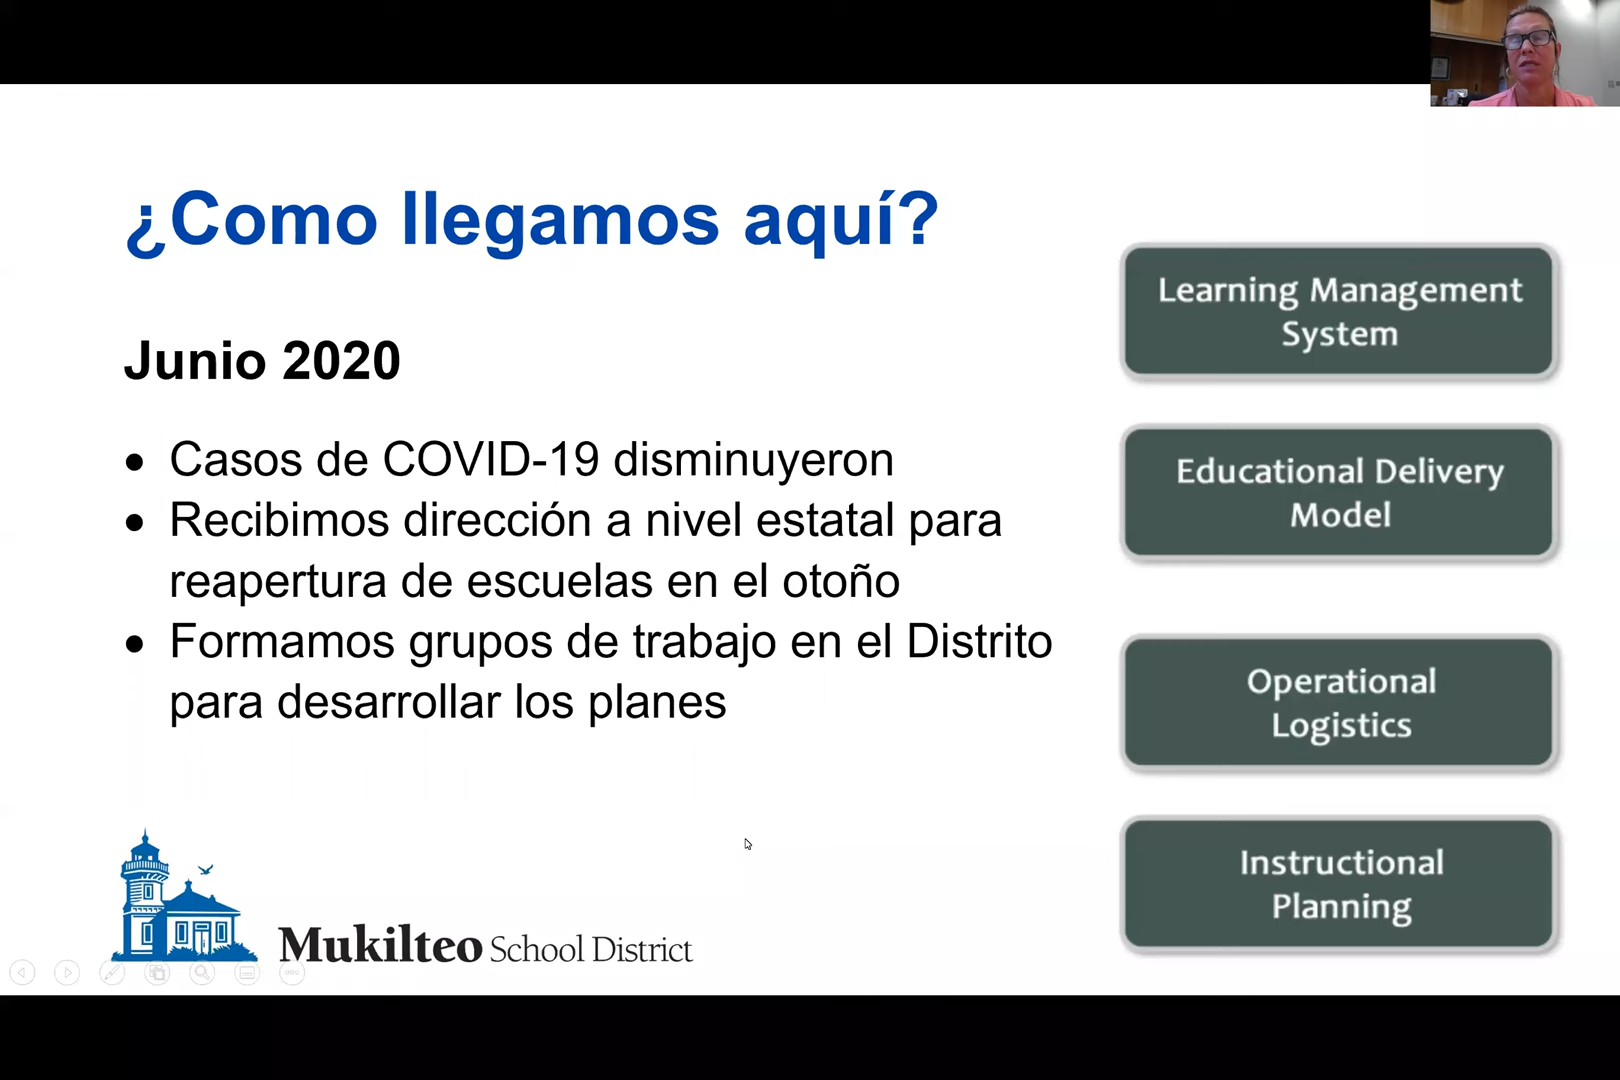 ¿Como llegamos aquí?
Junio 2020
• Casos de COVID-19 disminuyeron
• Recibimos dirección a nivel estatal para
reapertura de escuelas en el otoño
• Formamos grupos de trabajo en el Distrito
para desarrollar los planes
Learning Management
System
Educational Delivery
Model
Operational
Logistics
Instructional
Planning
Mukilteo School District